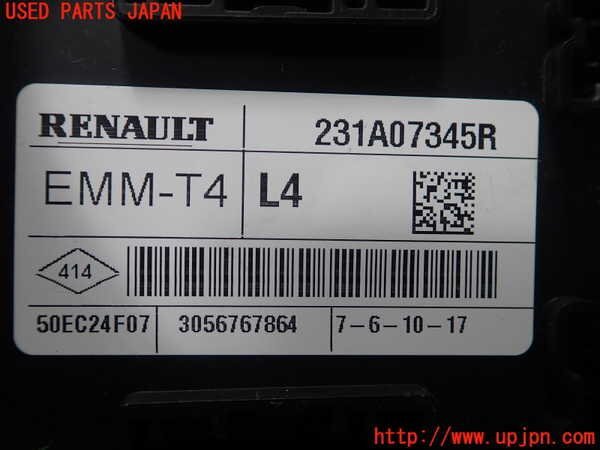 USED PARTS JAPAN
RENAULT 231A07345R
EMM-T4 L4
414
50EC24F07 3056767864 7-6-10-17
http://www.upjpn.com/